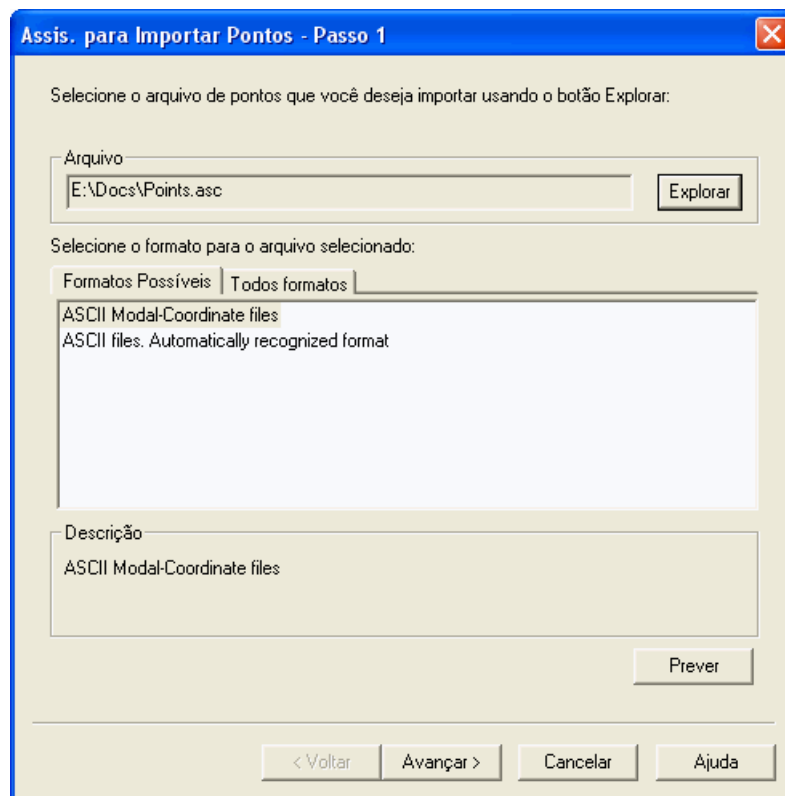 Assis. para Importar Pontos - Passo 1
Selecione o arquivo de pontos que você deseja importar usando o botão Explorar:
Arquivo
E:\Docs\Points.asc
Explorar
Selecione o formato para o arquivo selecionado:
Formatos Possíveis
Todos formatos
ASCII Modal-Coordinate files
ASCII files. Automatically recognized format
Descrição
ASCII Modal-Coordinate files
Prever
< Voltar
Avançar >
Cancelar
Ajuda